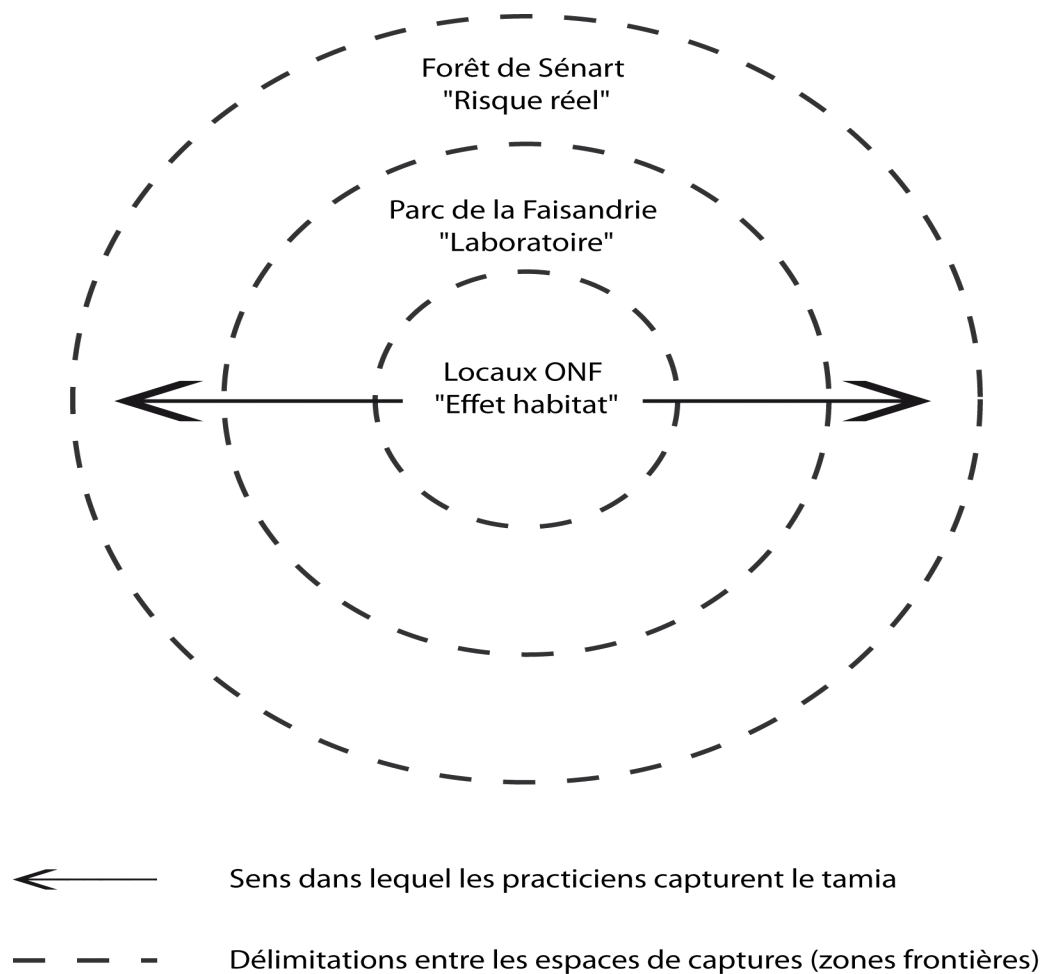 Forêt de Sénart
"Risque réel"
Parc de la Faisandrie
"Laboratoire"
Locaux ONF
"Effet habitat"
Sens dans lequel les practiciens capturent le tamia
Délimitations entre les espaces de captures (zones frontières)